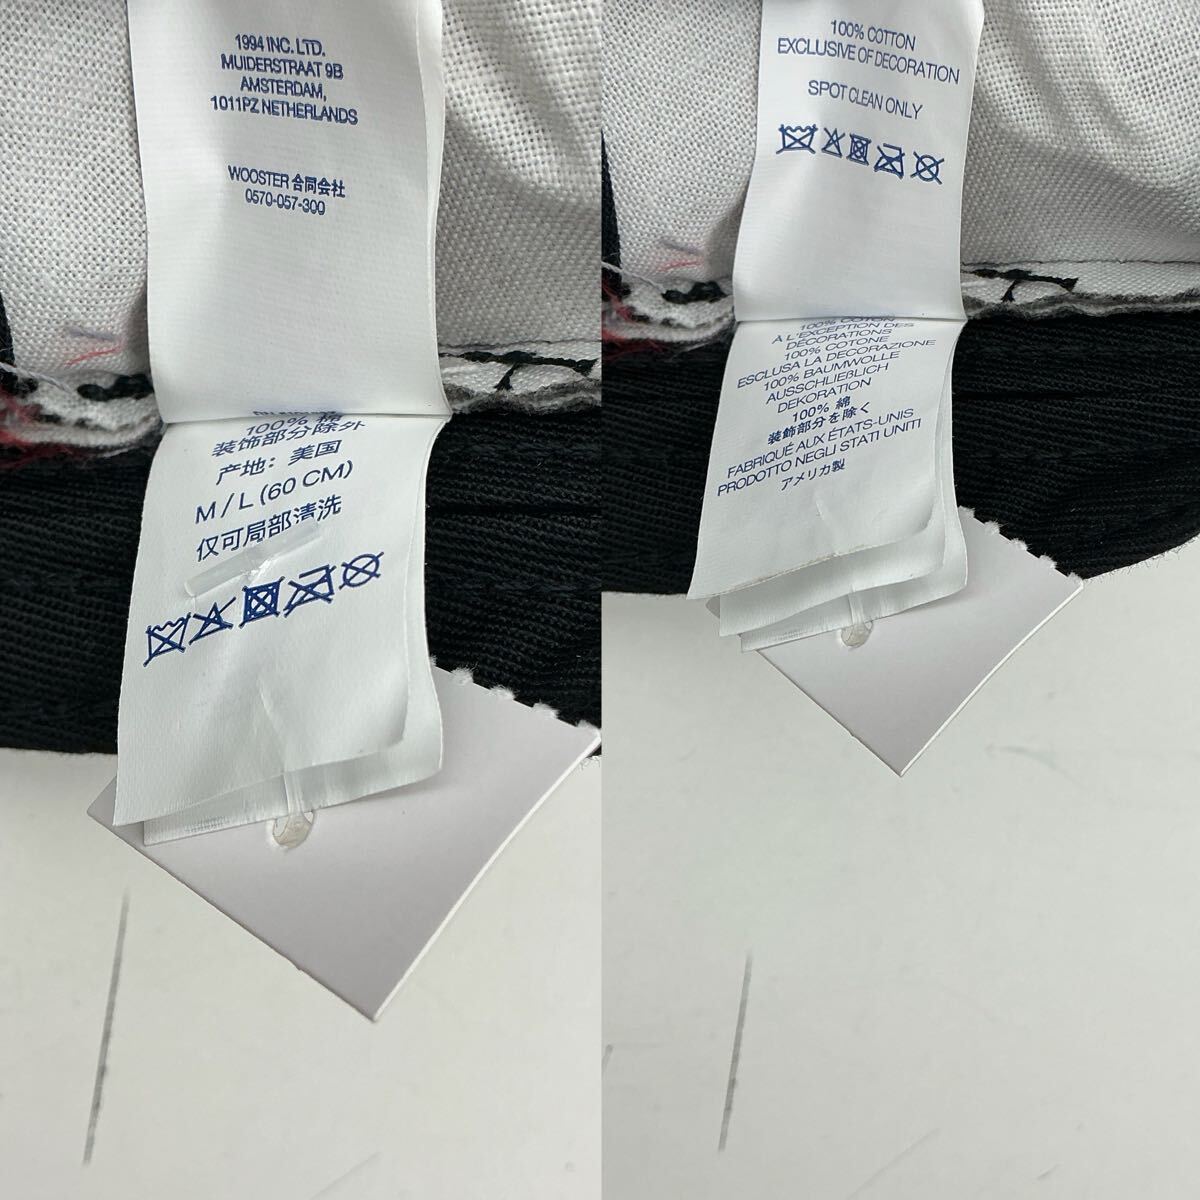 1994 INC. LTD.
MUIDERSTRAAT 9B
AMSTERDAM,
1011PZ NETHERLANDS
WOOSTER 合同会社
0570-057-300
100% 棉
装饰部分除外
产地：美国
M / L (60 CM)
仅可局部清洗
100% COTTON
EXCLUSIVE OF DECORATION
SPOT CLEAN ONLY
100% COTON
À L'EXCEPTION DES
DÉCORATIONS
100% COTONE
ESCLUSA LA DECORAZIONE
100% BAUMWOLLE
AUSSCHLIEßLICH
DEKORATION
100% 綿
装飾部分を除く
FABRIQUÉ AUX ÉTATS-UNIS
PRODOTTO NEGLI STATI UNITI
アメリカ製